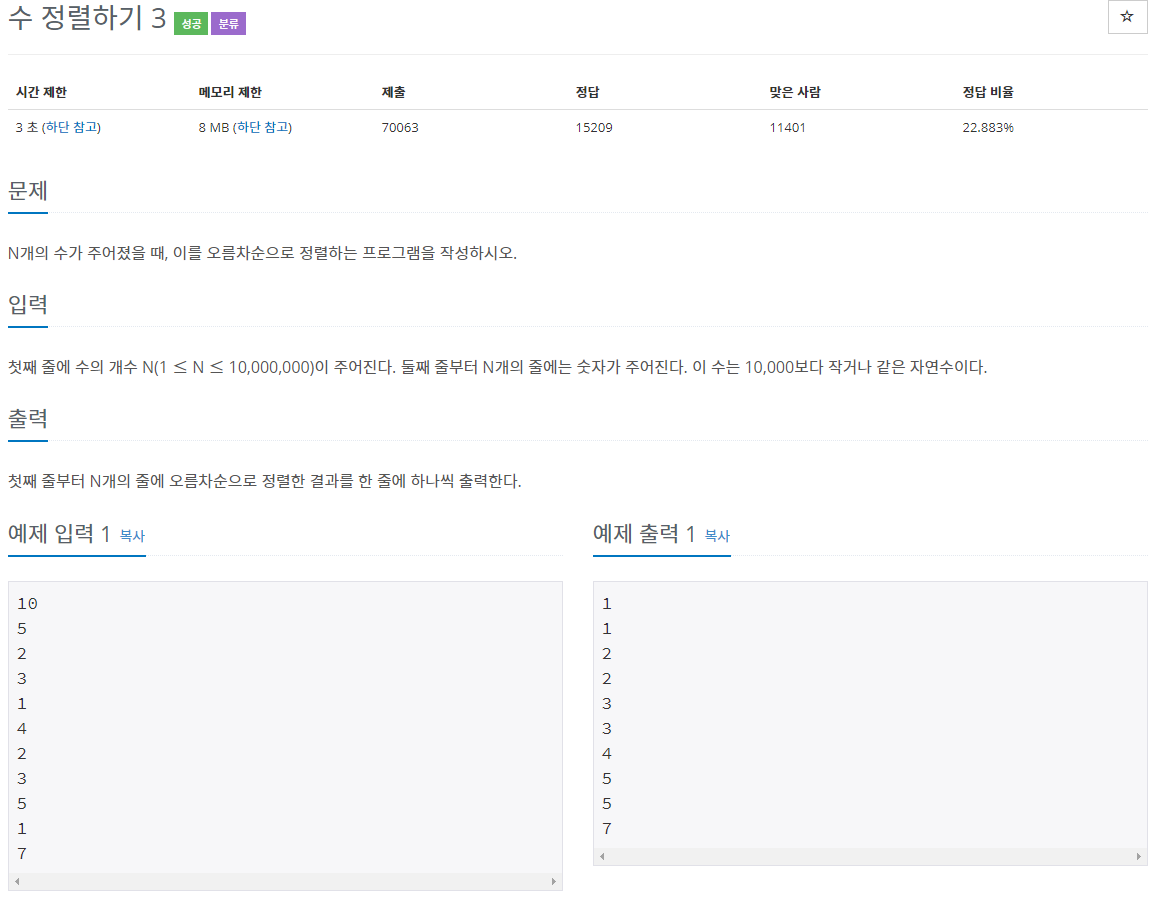 수 정렬하기 3 성공 분류
☆
시간 제한 메모리 제한 제출 정답 맞은 사람 정답 비율
3 초 (하단 참고) 8 MB (하단 참고) 70063 15209 11401 22.883%
문제
N개의 수가 주어졌을 때, 이를 오름차순으로 정렬하는 프로그램을 작성하시오.
입력
첫째 줄에 수의 개수 N(1 ≤ N ≤ 10,000,000)이 주어진다. 둘째 줄부터 N개의 줄에는 숫자가 주어진다. 이 수는 10,000보다 작거나 같은 자연수이다.
출력
첫째 줄부터 N개의 줄에 오름차순으로 정렬한 결과를 한 줄에 하나씩 출력한다.
예제 입력 1 복사
10
5
2
3
1
4
2
3
5
1
7
예제 출력 1 복사
1
1
2
2
3
3
4
5
5
7